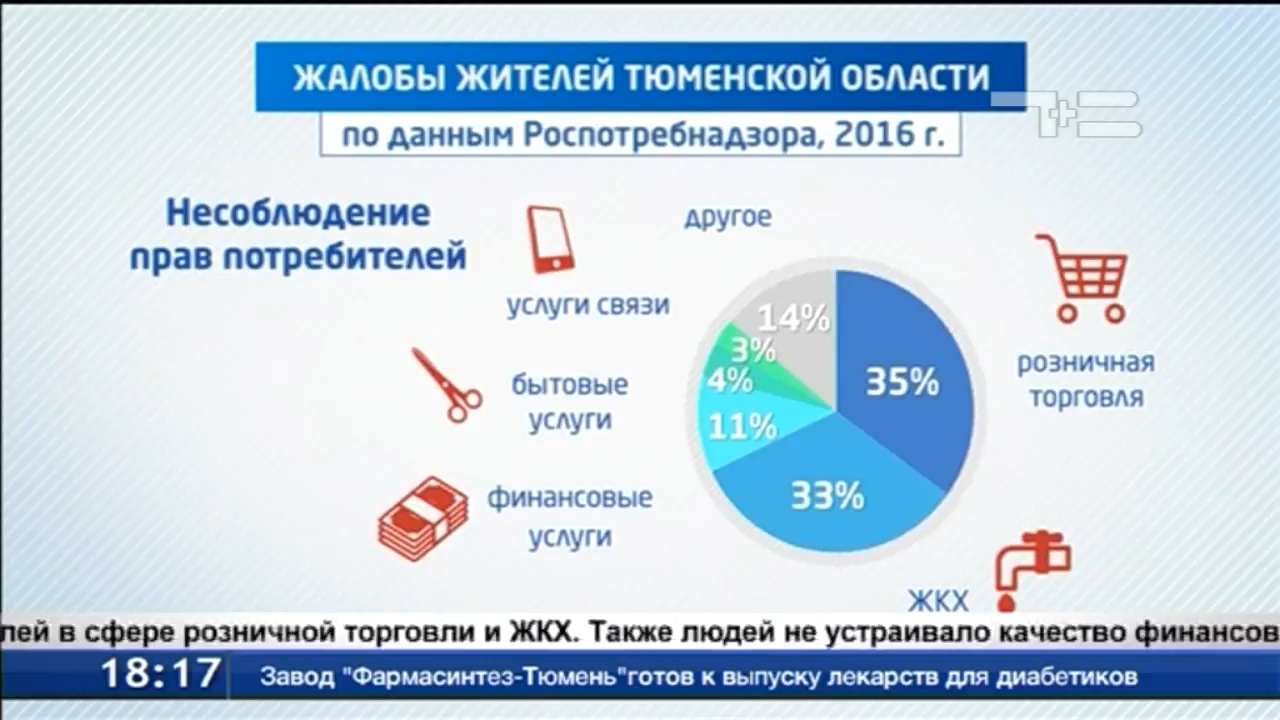 ЖАЛОБЫ ЖИТЕЛЕЙ ТЮМЕНСКОЙ ОБЛАСТИ
Т+В
по данным Роспотребнадзора, 2016 г.
Несоблюдение
прав потребителей
другое
услуги связи
14%
3%
35%
розничная
торговля
4%
бытовые
услуги
11%
33%
финансовые
услуги
ЖКХ
лей в сфере розничной торговли и ЖКХ. Также людей не устраивало качество финансов
18:17
Завод "Фармасинтез-Тюмень"готов к выпуску лекарств для диабетиков